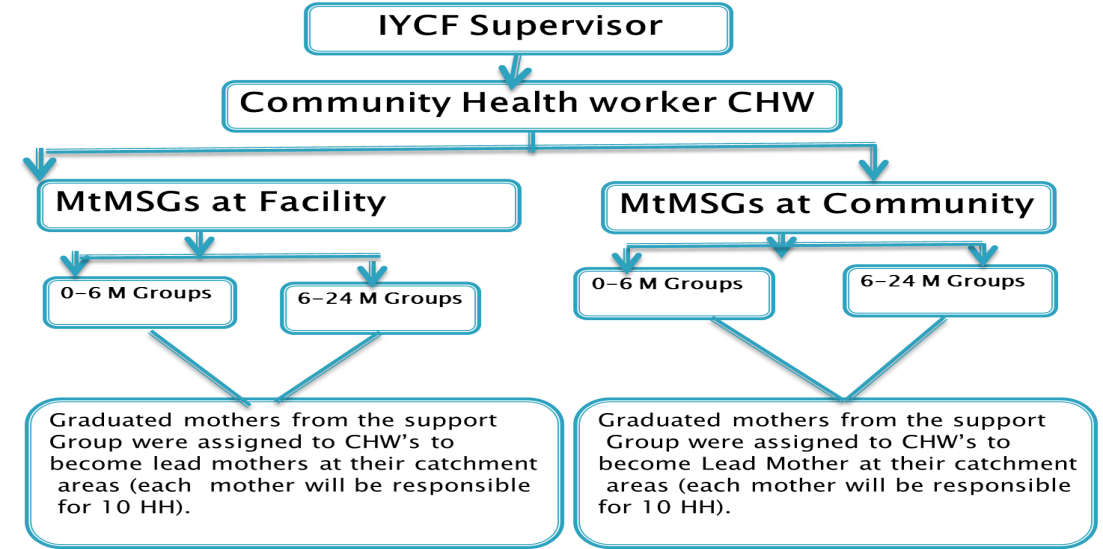 IYCF Supervisor
Community Health worker CHW
MtMSGs at Facility
MtMSGs at Community
0-6 M Groups
6-24 M Groups
0-6 M Groups
6-24 M Groups
Graduated mothers from the support
Group were assigned to CHW's to
become lead mothers at their catchment
areas (each mother will be responsible
for 10 HH).
Graduated mothers from the support
Group were assigned to CHW's to
become Lead Mother at their catchment
areas (each mother will be responsible
for 10 HH).